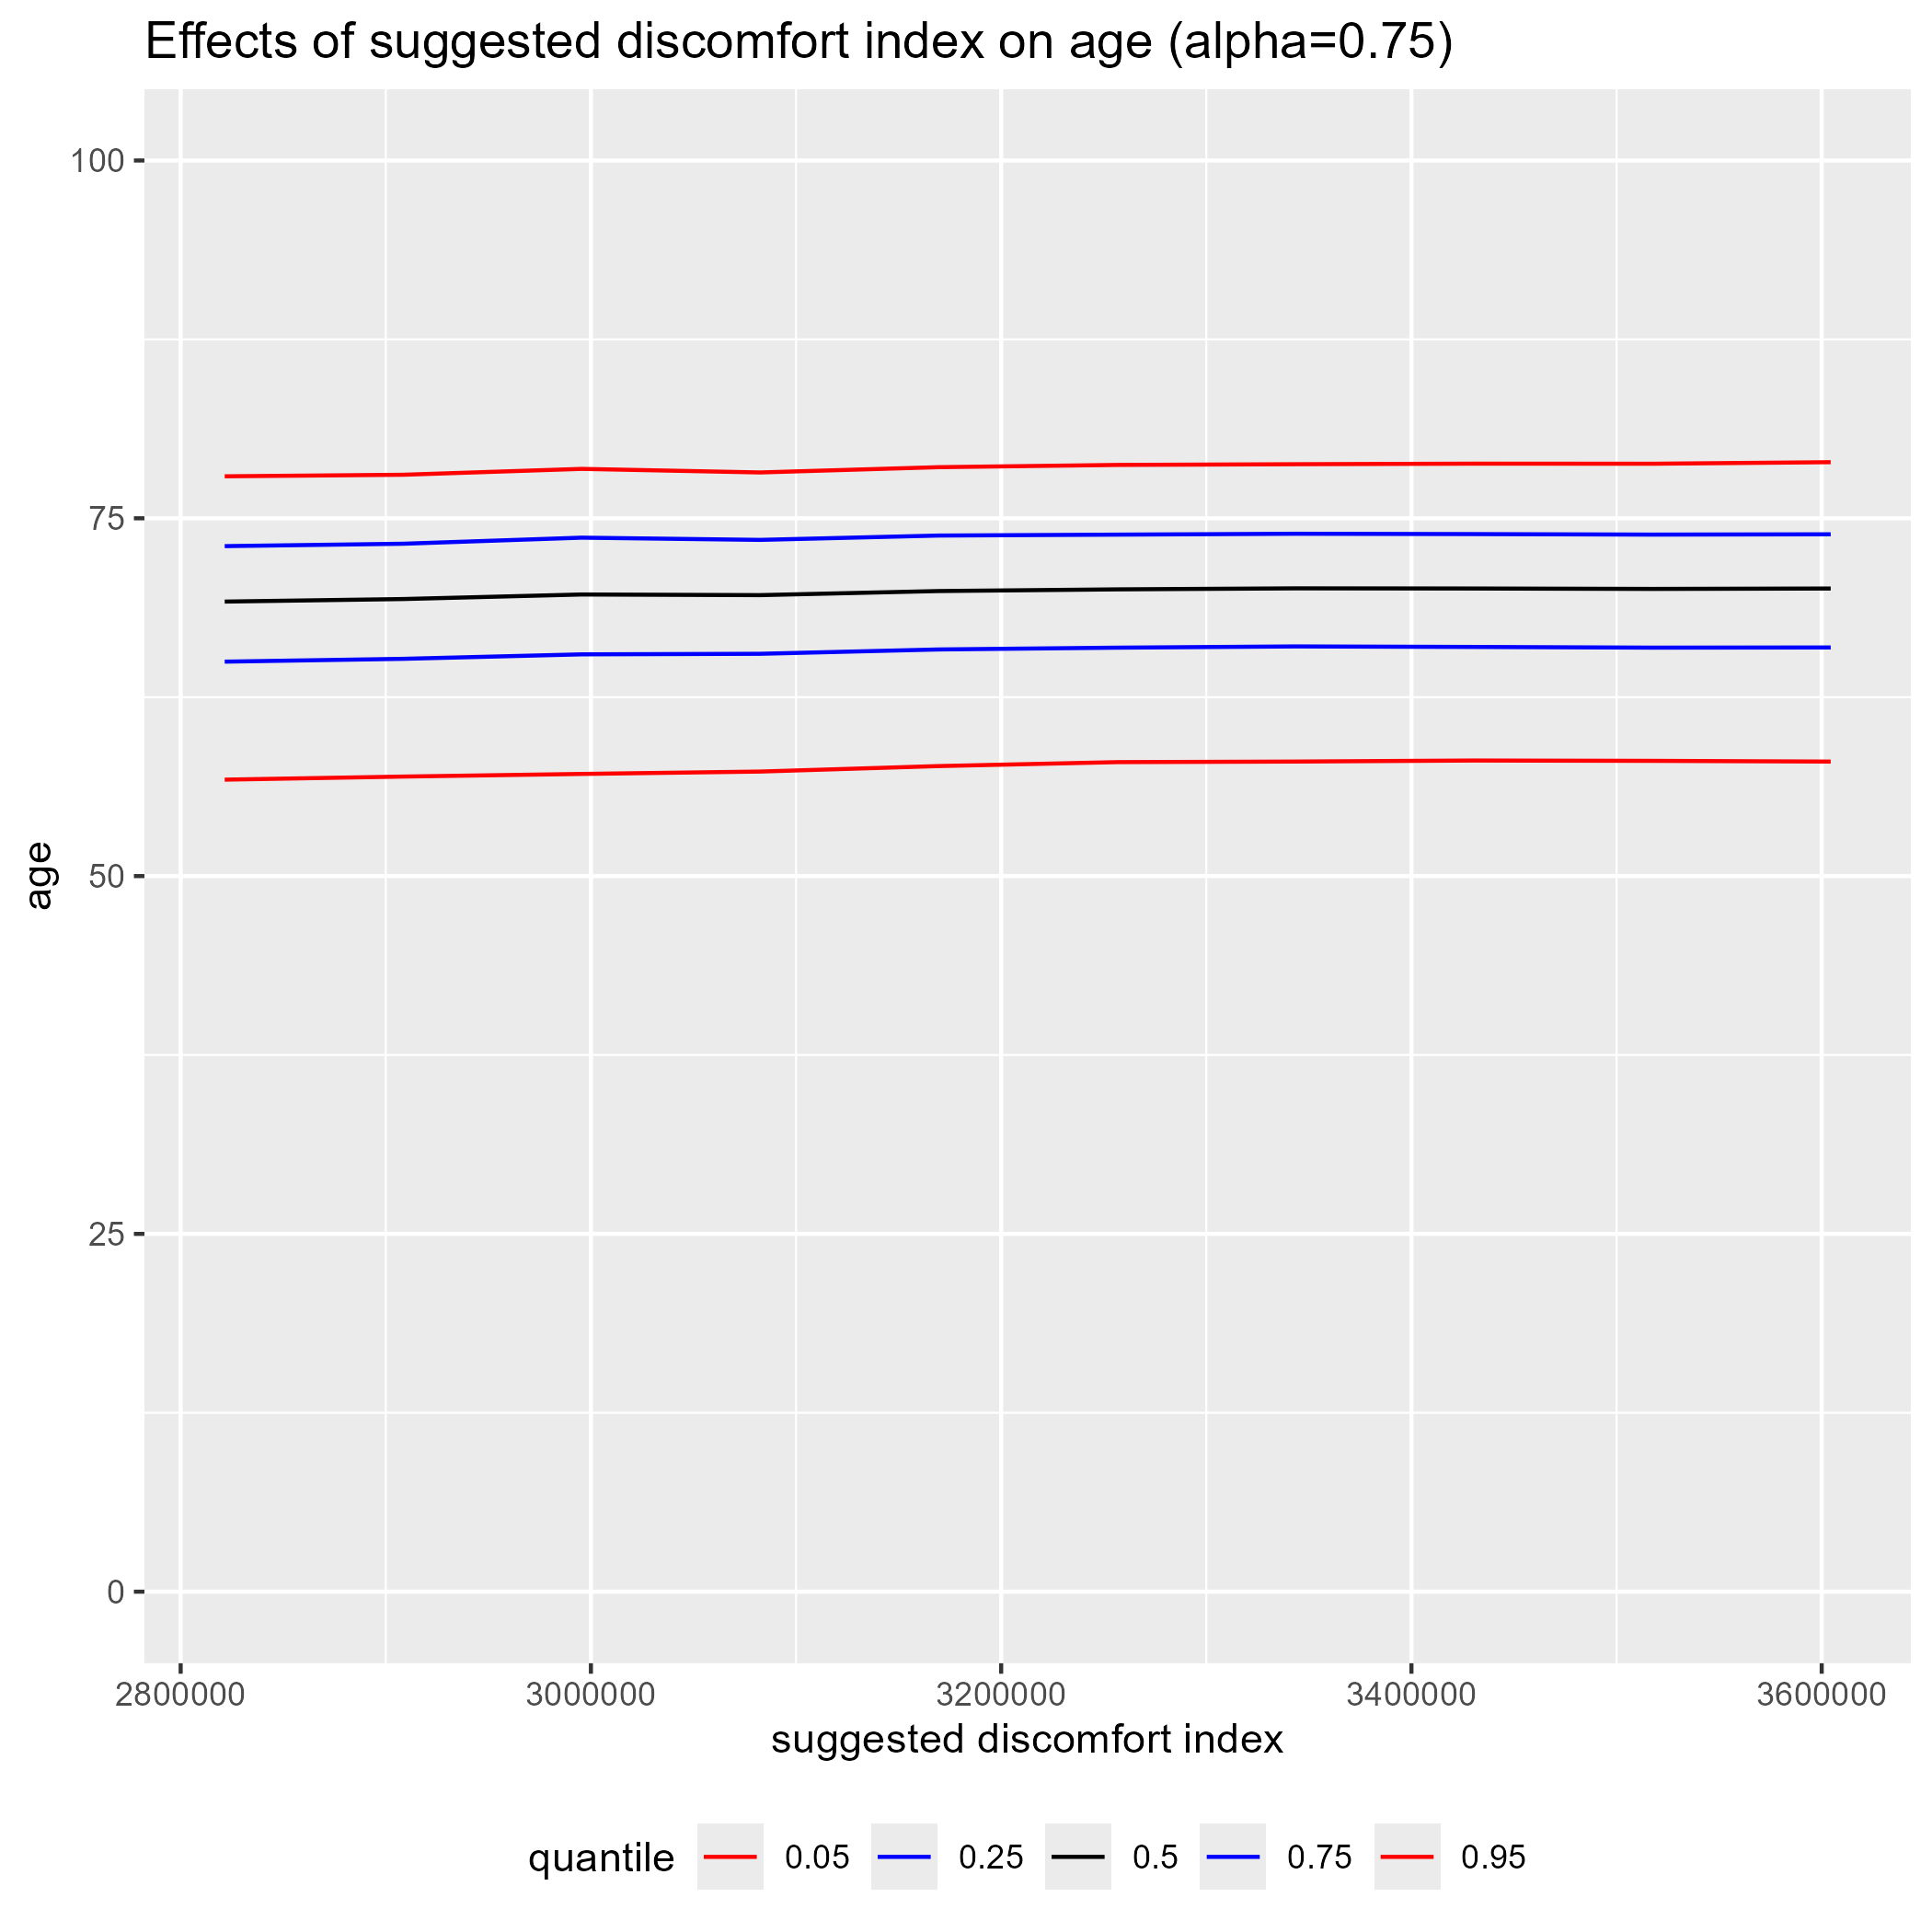 Effects of suggested discomfort index on age (alpha=0.75)
100
75
50
25
0
age
2800000 3000000 3200000 3400000 3600000
suggested discomfort index
quantile 0.05 0.25 0.5 0.75 0.95